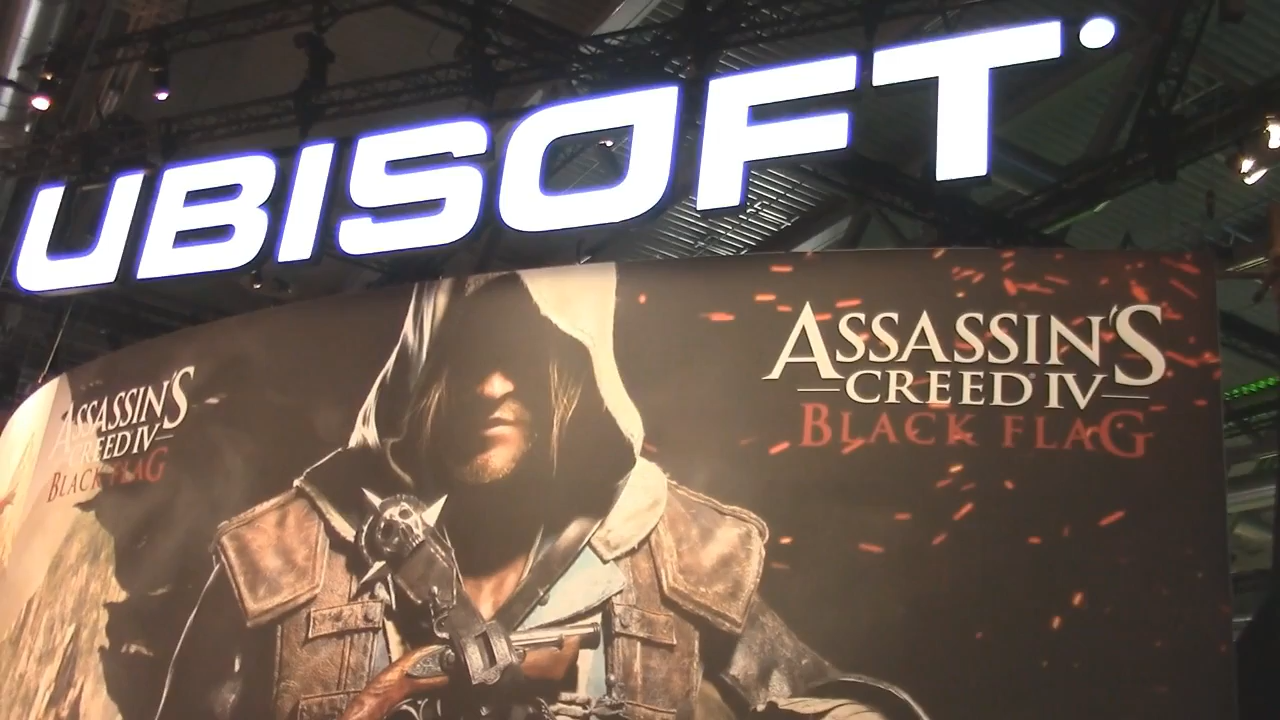 UBISOFT
ASSASSIN'S
CREED IV
BLACK FLAG
ASSASSIN'S
CREED IV
BLACK FLAG